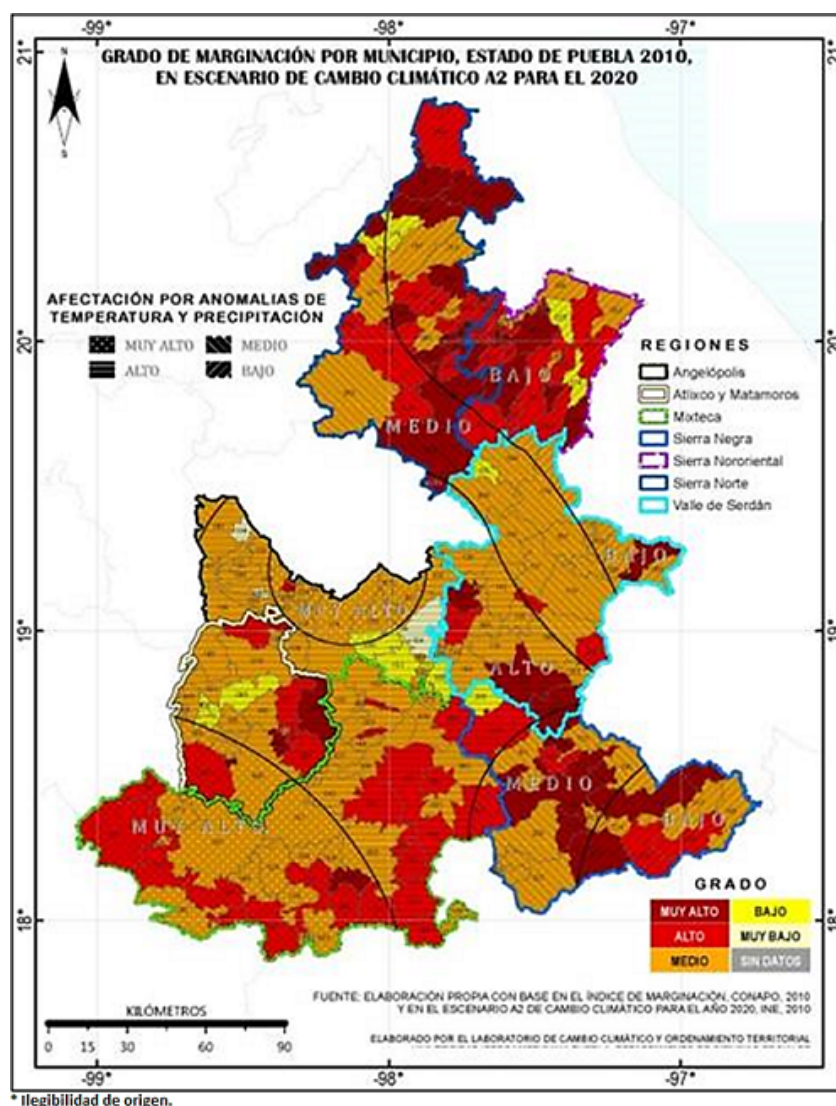 -99 -98 -97
21°
21°
GRADO DE MARGINACIÓN POR MUNICIPIO, ESTADO DE PUEBLA 2010,
EN ESCENARIO DE CAMBIO CLIMÁTICO A2 PARA EL 2020
N
S
AFECTACIÓN POR ANOMALIAS DE
TEMPERATURA Y PRECIPITACIÓN
MUY ALTO MEDIO
ALTO BAJO
20°
20°
REGIONES
Angelópolis
Atlixco y Matamoros
Mixteca
Sierra Negra
Sierra Nororiental
Sierra Norte
Valle de Serdán
BAJO
MEDIO
BAJO
MUY ALTO
19°
19°
ALTO
MEDIO
MUY ALTO
BAJO
18°
18°
GRADO
MUY ALTO BAJO
ALTO MUY BAJO
MEDIO SIN DATOS
KILÓMETROS
0 15 30 60 90
FUENTE: ELABORACIÓN PROPIA CON BASE EN EL ÍNDICE DE MARGINACIÓN, CONAPO, 2010
Y EN EL ESCENARIO A2 DE CAMBIO CLIMÁTICO PARA EL AÑO 2020, INE, 2010
ELABORADO POR EL LABORATORIO DE CAMBIO CLIMÁTICO Y ORDENAMIENTO TERRITORIAL
-99 -98 -97
* Ilegibilidad de origen.